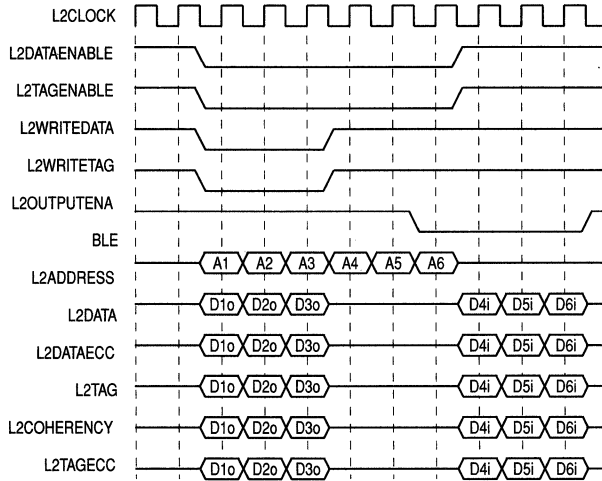 L2CLOCK
L2DATAENABLE
L2TAGENABLE
L2WRITEDATA
L2WRITETAG
L2OUTPUTENA
BLE
A1 A2 A3 A4 A5 A6
L2ADDRESS
D1o D2o D3o D4i D5i D6i
L2DATA
D1o D2o D3o D4i D5i D6i
L2DATAECC
D1o D2o D3o D4i D5i D6i
L2TAG
D1o D2o D3o D4i D5i D6i
L2COHERENCY
D1o D2o D3o D4i D5i D6i
L2TAGECC